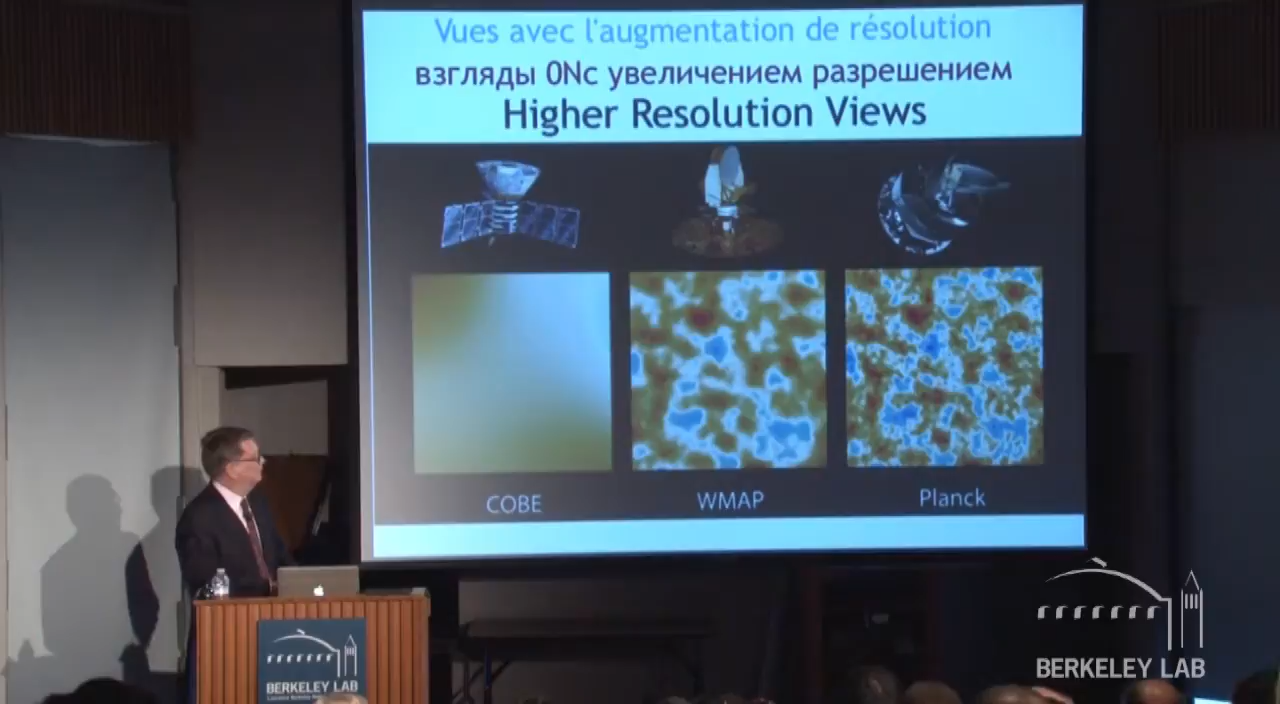 Vues avec l'augmentation de résolution
взгляды 0Nc увеличением разрешением
Higher Resolution Views
COBE
WMAP
Planck
BERKELEY LAB
BERKELEY LAB